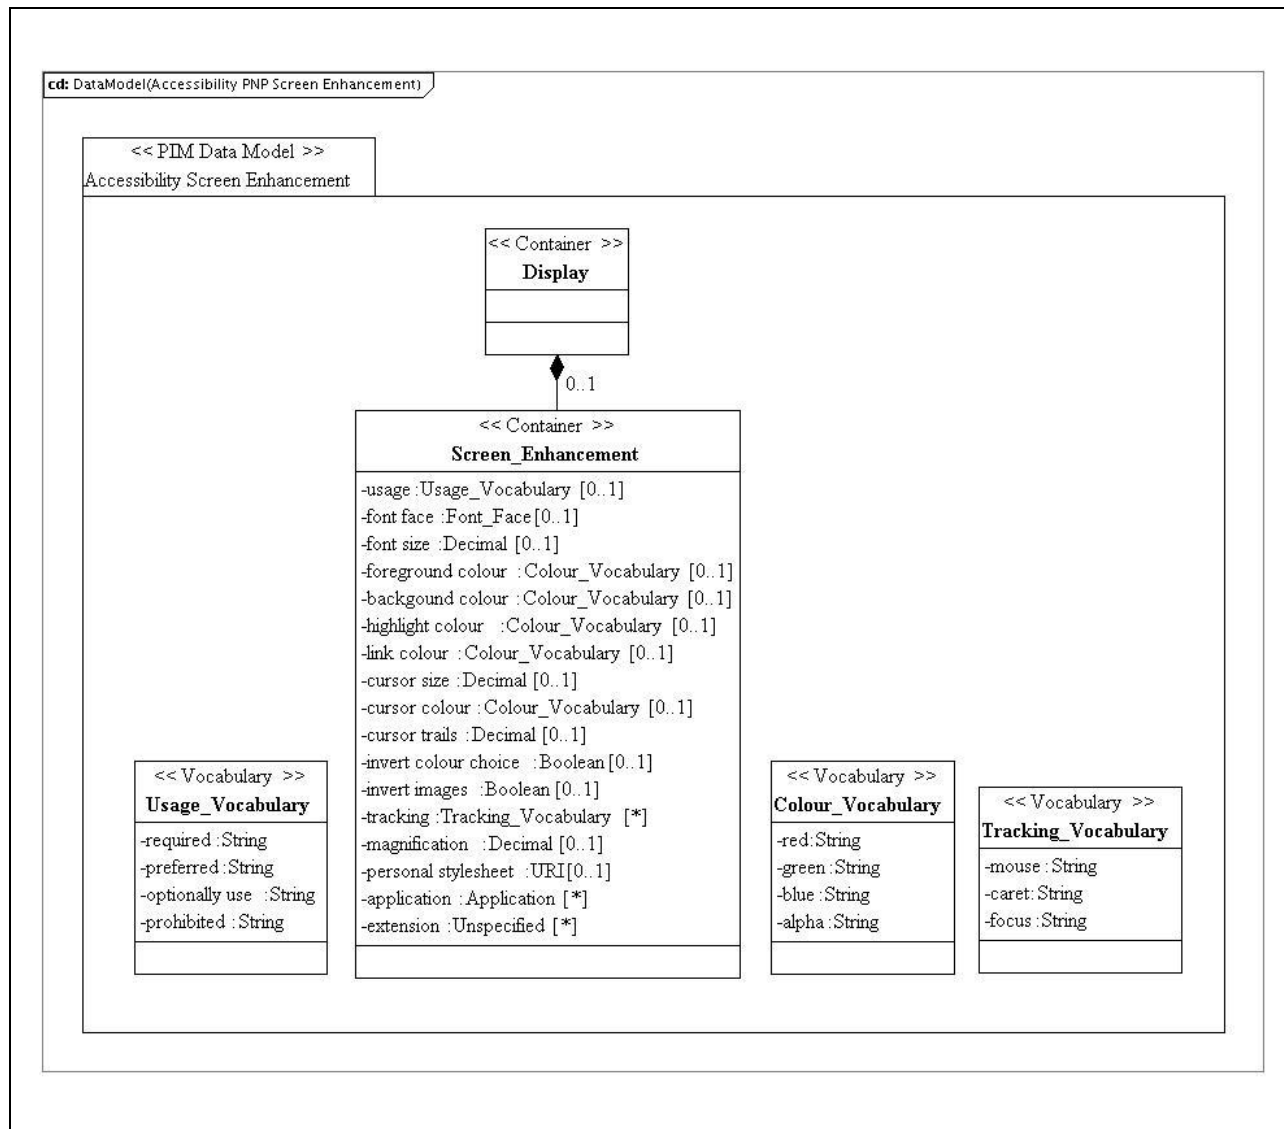 cd: DataModel(Accessibility PNP Screen Enhancement)
<< PIM Data Model >>
Accessibility Screen Enhancement
<< Container >>
Display
0..1
<< Container >>
Screen_Enhancement
-usage :Usage_Vocabulary [0..1]
-font face :Font_Face [0..1]
-font size :Decimal [0..1]
-foreground colour :Colour_Vocabulary [0..1]
-backgound colour :Colour_Vocabulary [0..1]
-highlight colour :Colour_Vocabulary [0..1]
-link colour :Colour_Vocabulary [0..1]
-cursor size :Decimal [0..1]
-cursor colour :Colour_Vocabulary [0..1]
-cursor trails :Decimal [0..1]
-invert colour choice :Boolean [0..1]
-invert images :Boolean [0..1]
-tracking :Tracking_Vocabulary [*]
-magnification :Decimal [0..1]
-personal stylesheet :URI [0..1]
-application :Application [*]
-extension :Unspecified [*]
<< Vocabulary >>
Usage_Vocabulary
-required :String
-preferred :String
-optionally use :String
-prohibited :String
<< Vocabulary >>
Colour_Vocabulary
-red:String
-green:String
-blue :String
-alpha :String
<< Vocabulary >>
Tracking_Vocabulary
-mouse :String
-caret: String
-focus :String